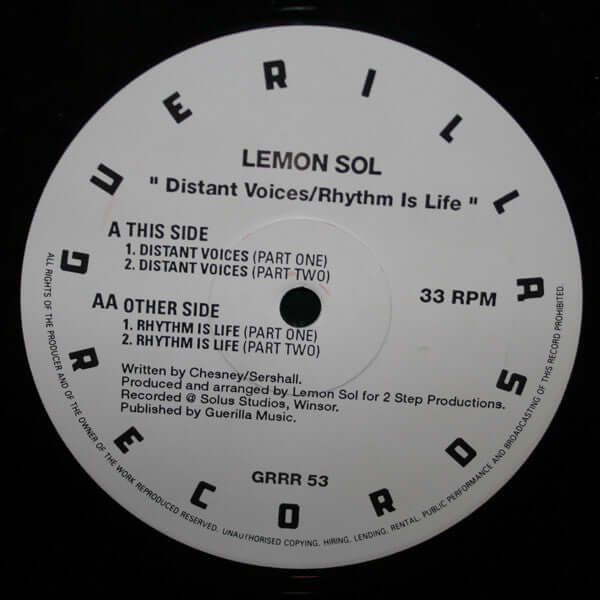 GUERILLA
RECORDS
LEMON SOL
" Distant Voices/Rhythm Is Life "
A THIS SIDE
1. DISTANT VOICES (PART ONE)
2. DISTANT VOICES (PART TWO)
33 RPM
AA OTHER SIDE
1. RHYTHM IS LIFE (PART ONE)
2. RHYTHM IS LIFE (PART TWO)
Written by Chesney/Sershall.
Produced and arranged by Lemon Sol for 2 Step Productions.
Recorded @ Solus Studios, Winsor.
Published by Guerilla Music.
GRRR 53
ALL RIGHTS OF THE PRODUCER AND OF THE OWNER OF THE WORK REPRODUCED RESERVED. UNAUTHORISED COPYING, HIRING, LENDING, RENTAL, PUBLIC PERFORMANCE AND BROADCASTING OF THIS RECORD PROHIBITED.